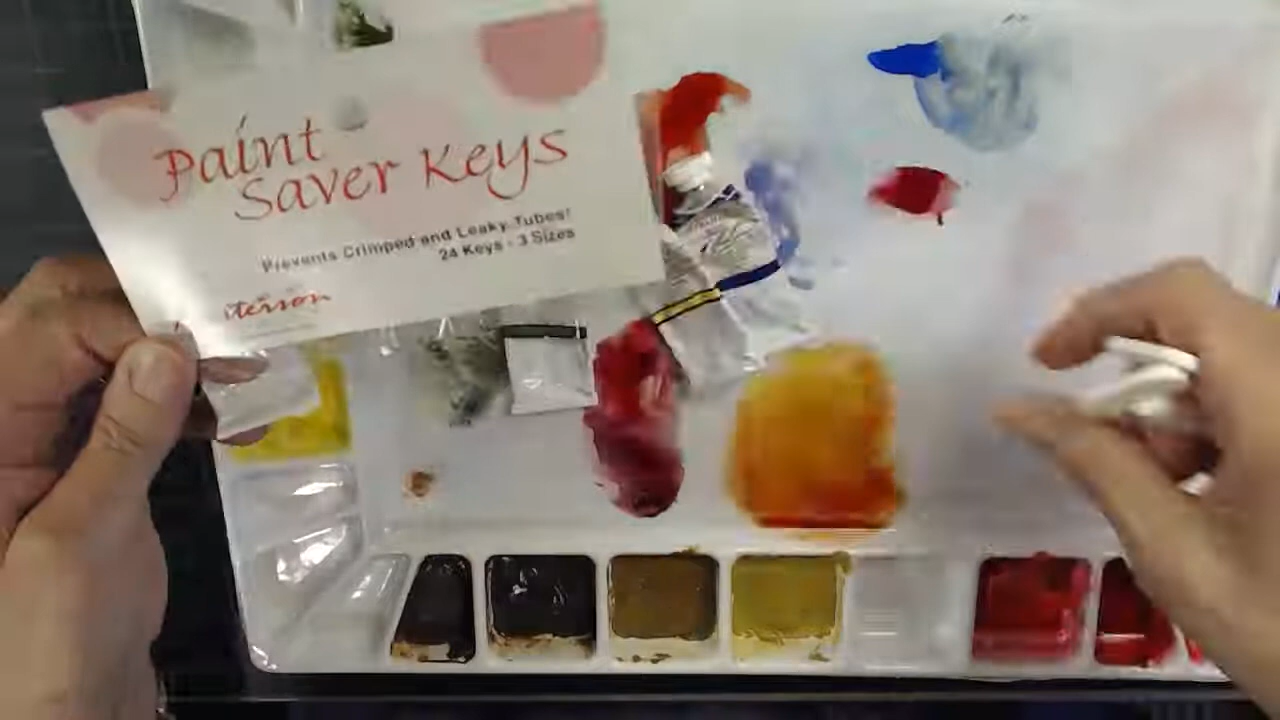 Paint
Saver Keys
Prevents Crimped and Leaky Tubes!
24 Keys - 3 Sizes